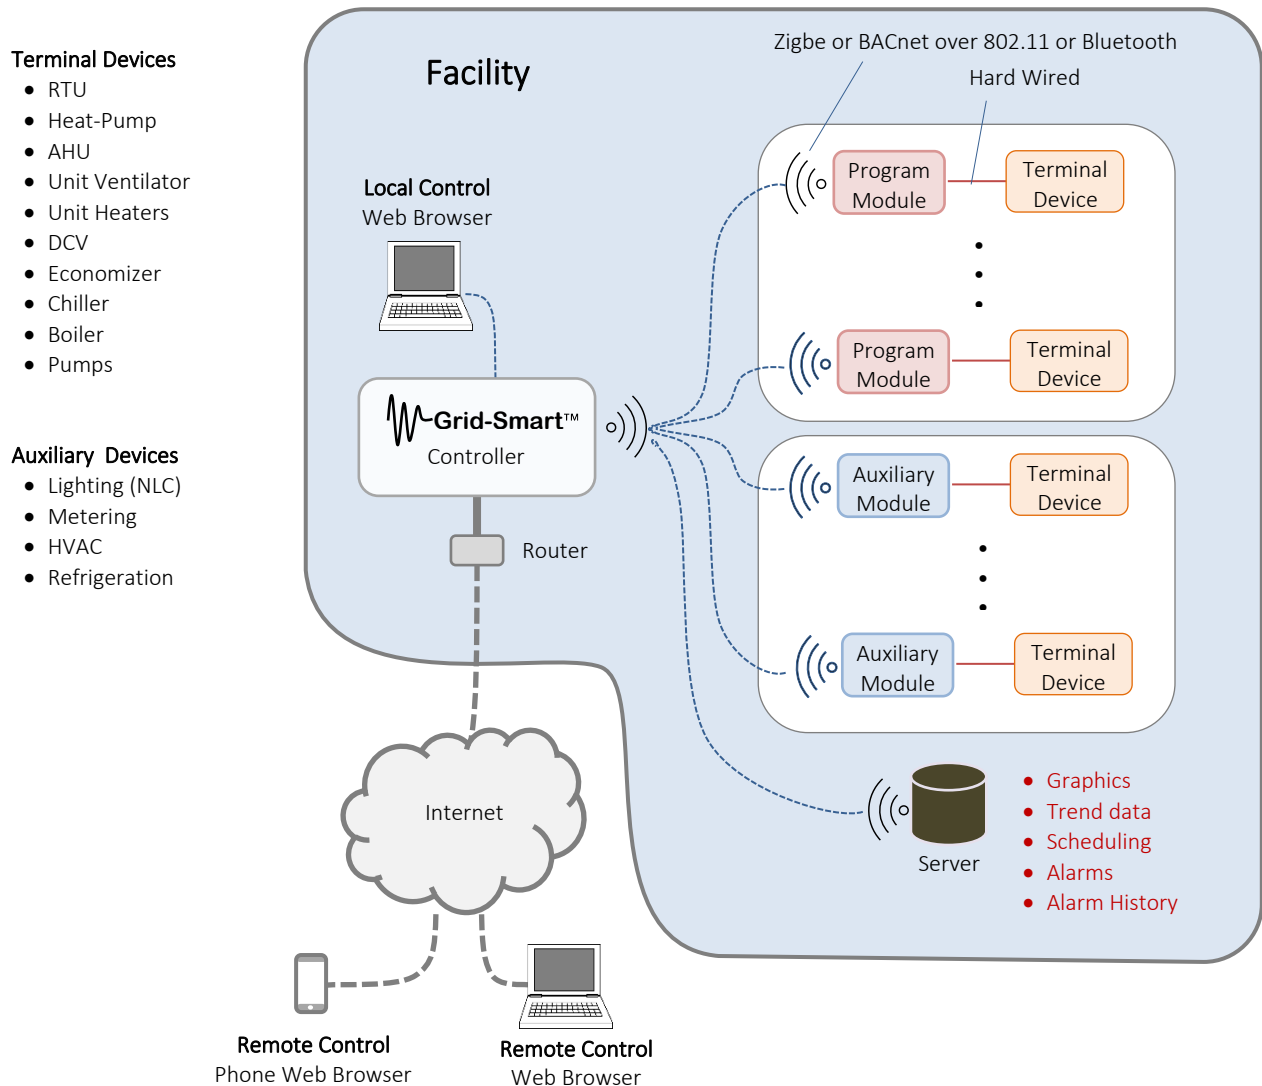 Terminal Devices
• RTU
• Heat-Pump
• AHU
• Unit Ventilator
• Unit Heaters
• DCV
• Economizer
• Chiller
• Boiler
• Pumps
Auxiliary Devices
• Lighting (NLC)
• Metering
• HVAC
• Refrigeration
Facility
Zigbe or BACnet over 802.11 or Bluetooth
Hard Wired
Local Control
Web Browser
Grid-Smart™
Controller
Router
Program
Module
Terminal
Device
Program
Module
Terminal
Device
Auxiliary
Module
Terminal
Device
Auxiliary
Module
Terminal
Device
Server
• Graphics
• Trend data
• Scheduling
• Alarms
• Alarm History
Internet
Remote Control
Phone Web Browser
Remote Control
Web Browser